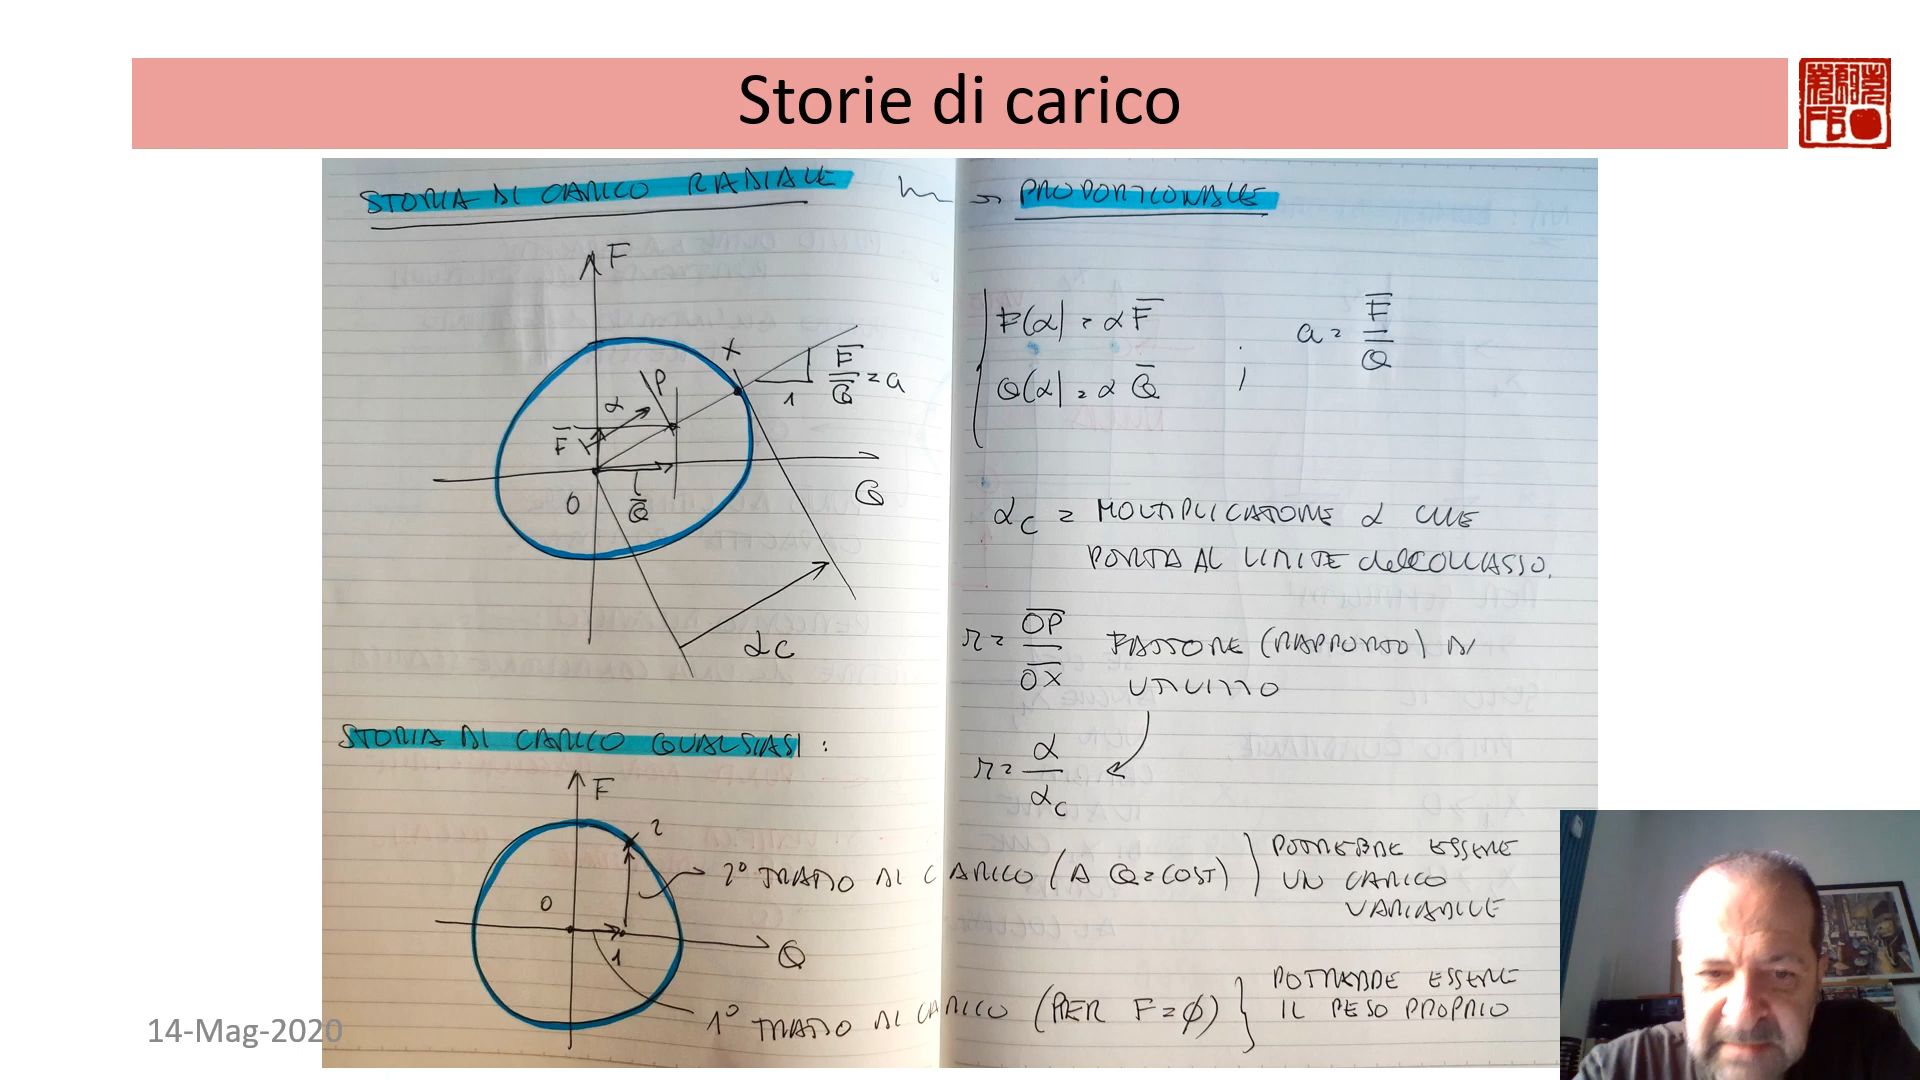 Storie di carico
STORIA DI CARICO RADIALE
PROPORZIONALE
F
X
F̅/Q̅ = a
1
P
α
F̅
O
Q̅
Q
αc
F(α) = α F̅
Q(α) = α Q̅
;
a = F̅/Q̅
αc = MOLTIPLICATORE α CHE
PORTA AL LIMITE del COLLASSO.
r = OP/OX FATTORE (RAPPORTO) DI
UTILIZZO
r = α/αc
STORIA DI CARICO QUALSIASI :
F
2
O
1
Q
2° TRATTO DI CARICO (A Q = COST)
POTREBBE ESSERE
UN CARICO
VARIABILE
1° TRATTO DI CARICO (PER F = ∅)
POTREBBE ESSERE
IL PESO PROPRIO
14-Mag-2020
FB